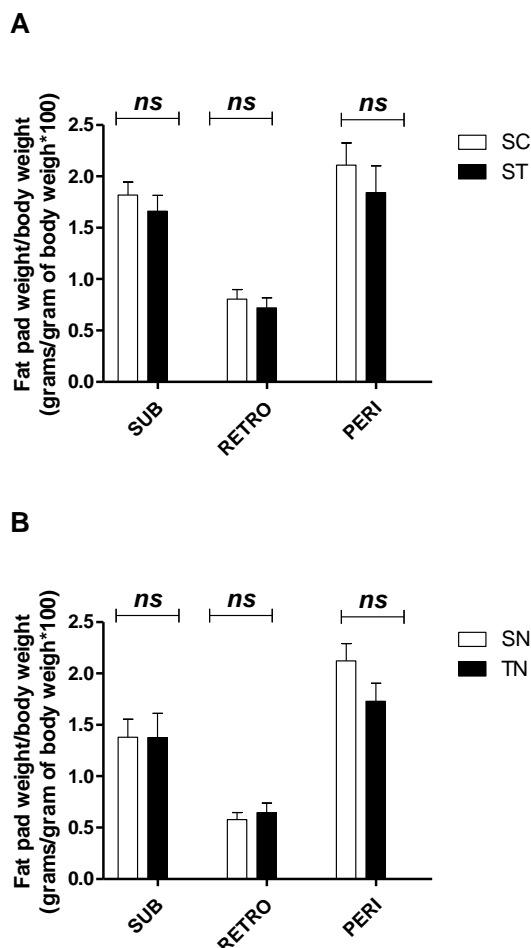 A
ns ns ns
Fat pad weight/body weight
(grams/gram of body weigh*100)
2.5
2.0
1.5
1.0
0.5
0.0
SUB
RETRO
PERI
SC
ST
B
ns ns ns
Fat pad weight/body weight
(grams/gram of body weigh*100)
2.5
2.0
1.5
1.0
0.5
0.0
SUB
RETRO
PERI
SN
TN